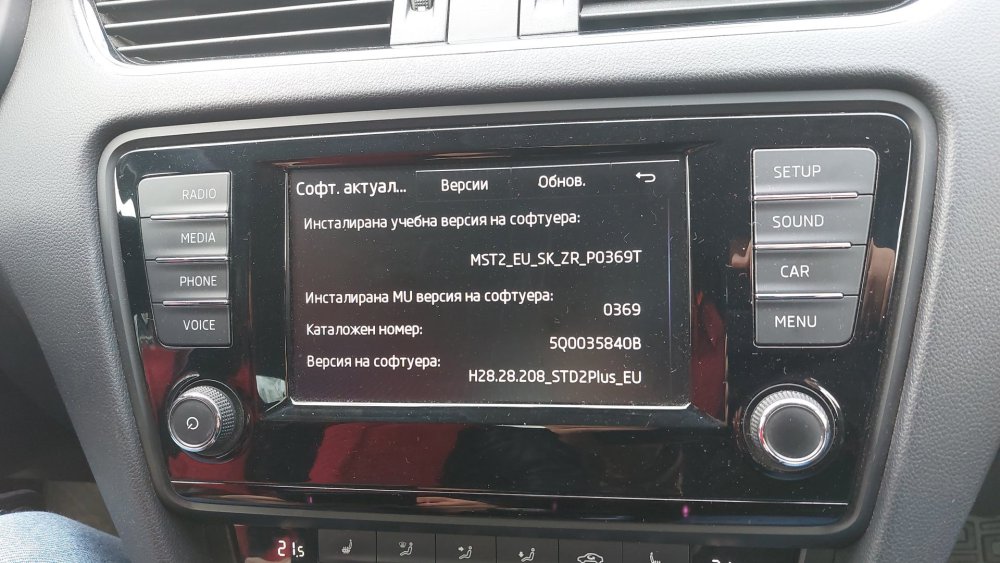 Софт. актуал... Версии Обнов.
Инсталирана учебна версия на софтуера:
MST2_EU_SK_ZR_P0369T
Инсталирана MU версия на софтуера:
0369
Каталожен номер:
5Q0035840B
Версия на софтуера:
H28.28.208_STD2Plus_EU
RADIO
MEDIA
PHONE
VOICE
SETUP
SOUND
CAR
MENU
21.5